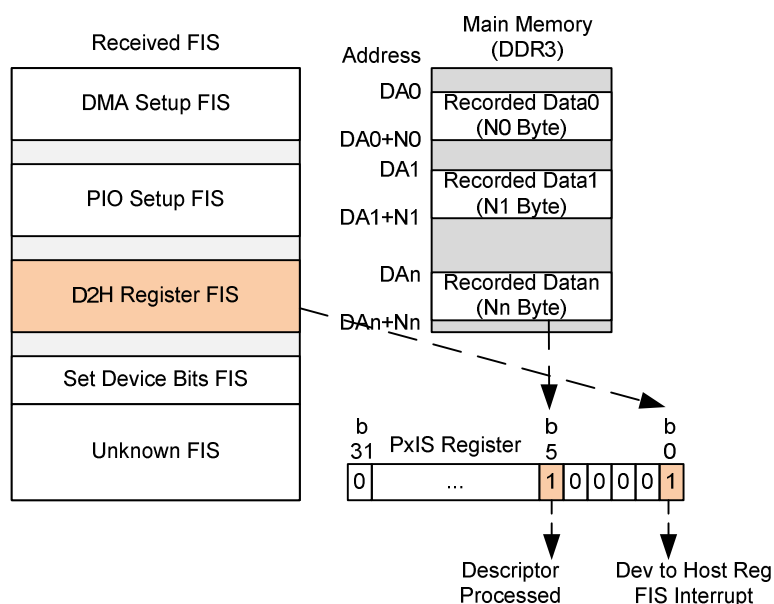 Received FIS
DMA Setup FIS
PIO Setup FIS
D2H Register FIS
Set Device Bits FIS
Unknown FIS
Main Memory
(DDR3)
Address
DA0
Recorded Data0
(N0 Byte)
DA0+N0
DA1
Recorded Data1
(N1 Byte)
DA1+N1
DAn
Recorded Datan
(Nn Byte)
DAn+Nn
b b b
31 PxIS Register 5 0
0 ... 1 0 0 0 0 1
Descriptor
Processed
Dev to Host Reg
FIS Interrupt